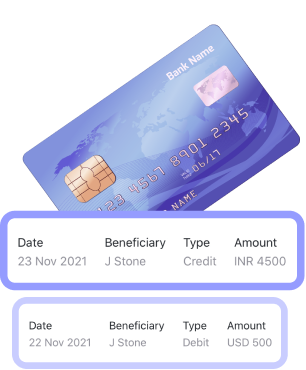 Bank Name
123 4567 8901 2345
06/17
NAME
Date Beneficiary Type Amount
23 Nov 2021 J Stone Credit INR 4500
Date Beneficiary Type Amount
22 Nov 2021 J Stone Debit USD 500